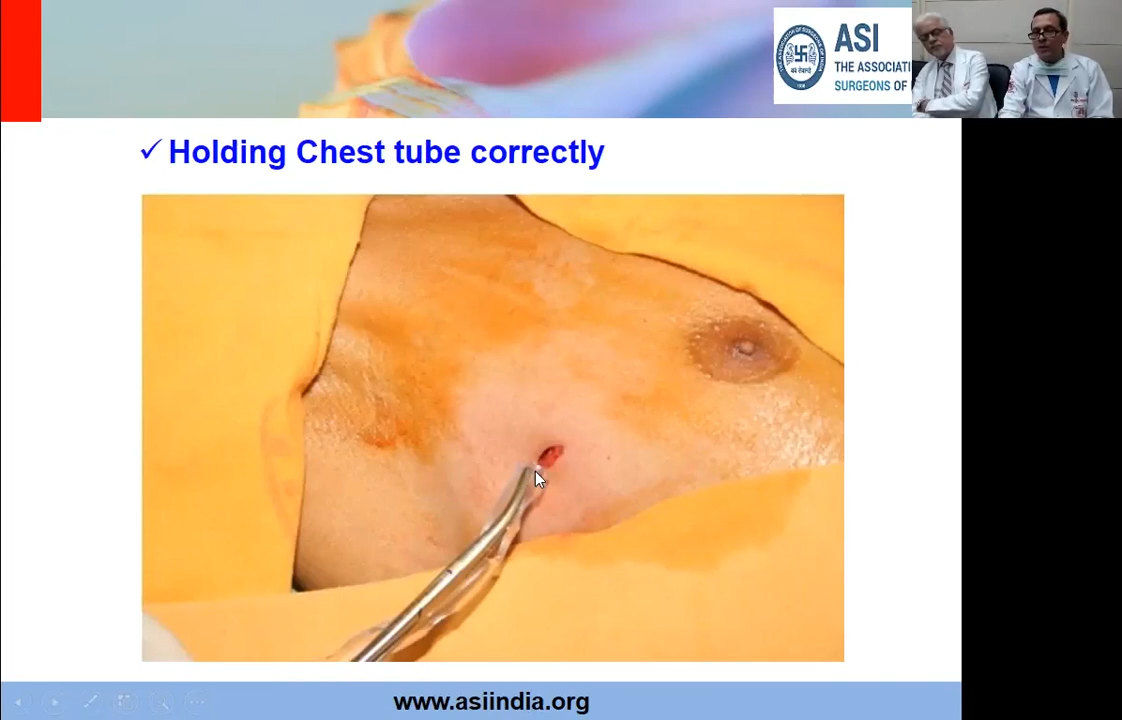 ASI
THE ASSOCIATI
SURGEONS OF
✓ Holding Chest tube correctly
www.asiindia.org